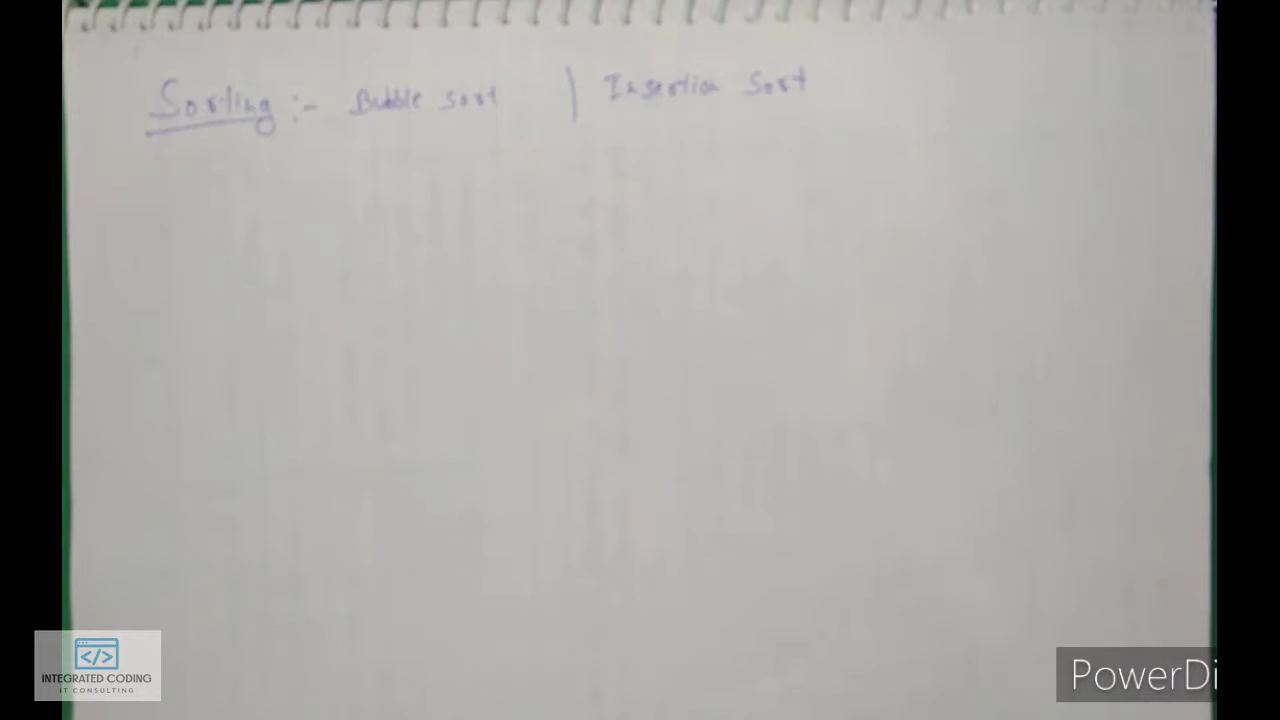 Sorting :- Bubble sort | Insertion Sort
INTEGRATED CODING
IT CONSULTING
PowerDi